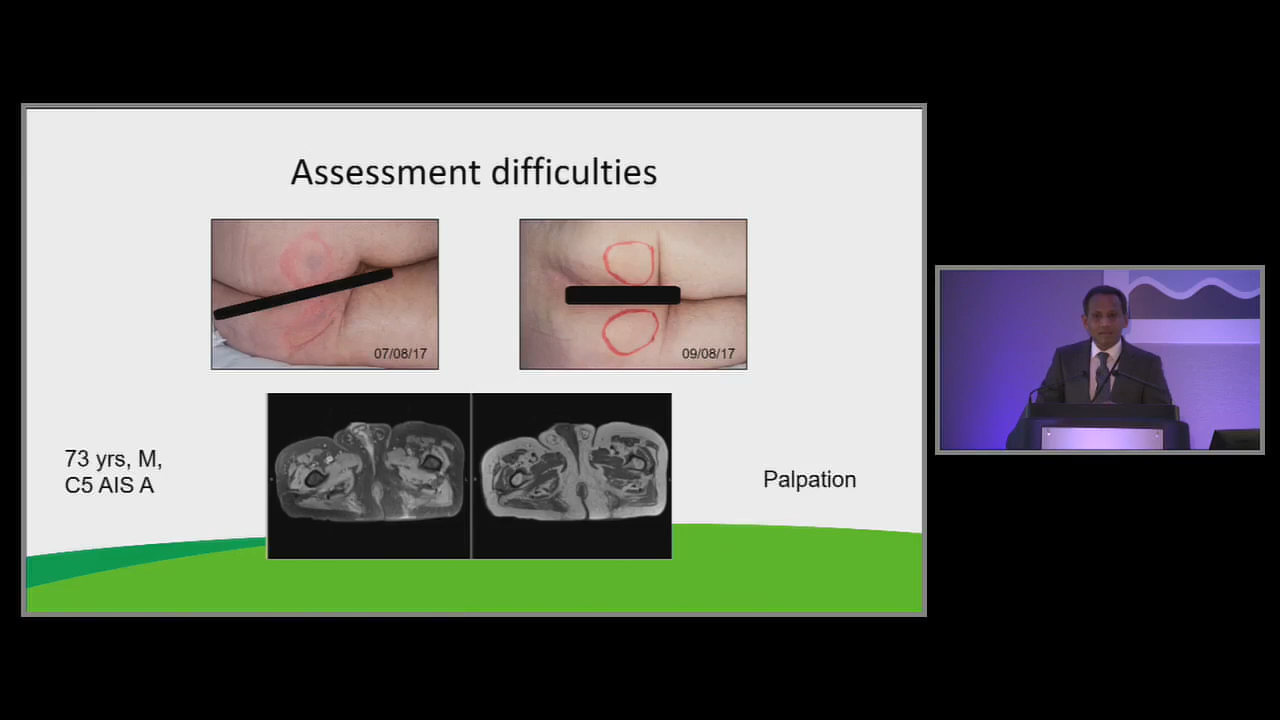 Assessment difficulties
07/08/17
09/08/17
73 yrs, M,
C5 AIS A
Palpation